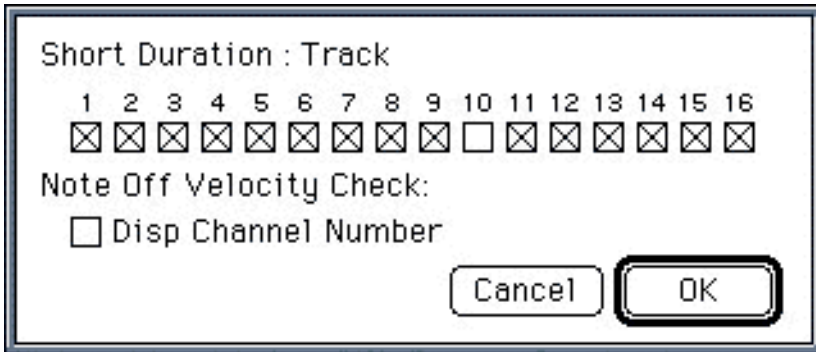 Short Duration : Track
1 2 3 4 5 6 7 8 9 10 11 12 13 14 15 16
Note Off Velocity Check:
Disp Channel Number
Cancel OK